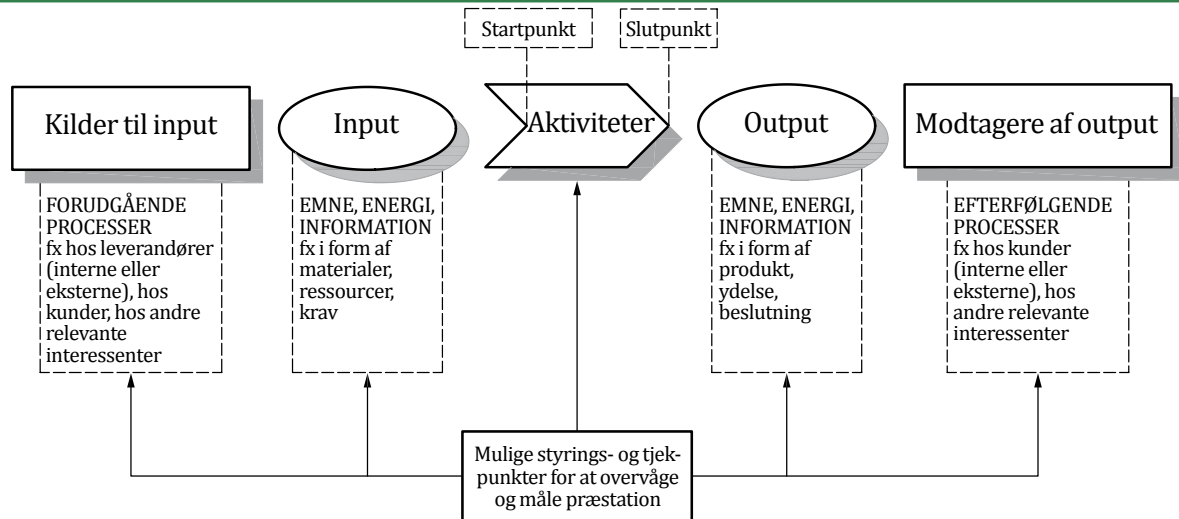 Startpunkt
Slutpunkt
Kilder til input
Input
Aktiviteter
Output
Modtagere af output
FORUDGÅENDE
PROCESSER
fx hos leverandører
(interne eller
eksterne), hos
kunder, hos andre
relevante
interessenter
EMNE, ENERGI,
INFORMATION
fx i form af
materialer,
ressourcer,
krav
EMNE, ENERGI,
INFORMATION
fx i form af
produkt,
ydelse,
beslutning
EFTERFØLGENDE
PROCESSER
fx hos kunder
(interne eller
eksterne), hos
andre relevante
interessenter
Mulige styrings- og tjek-
punkter for at overvåge
og måle præstation